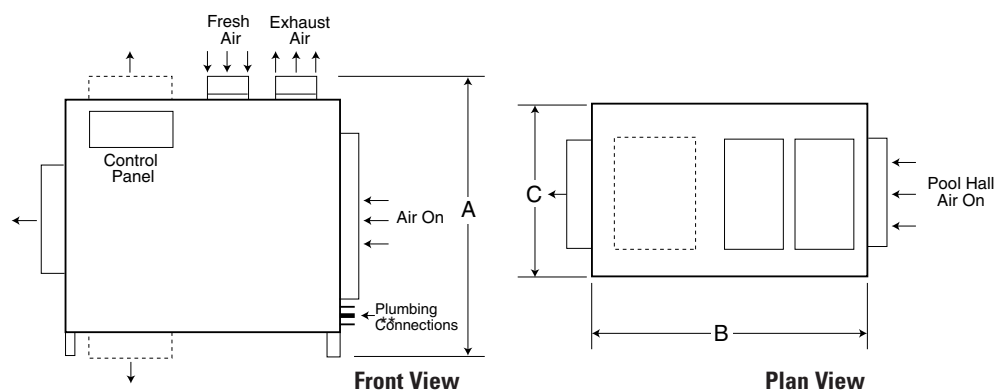 Fresh
Air
Exhaust
Air
Control
Panel
Air On
A
**
Plumbing
Connections
Front View
C
Pool Hall
Air On
B
Plan View